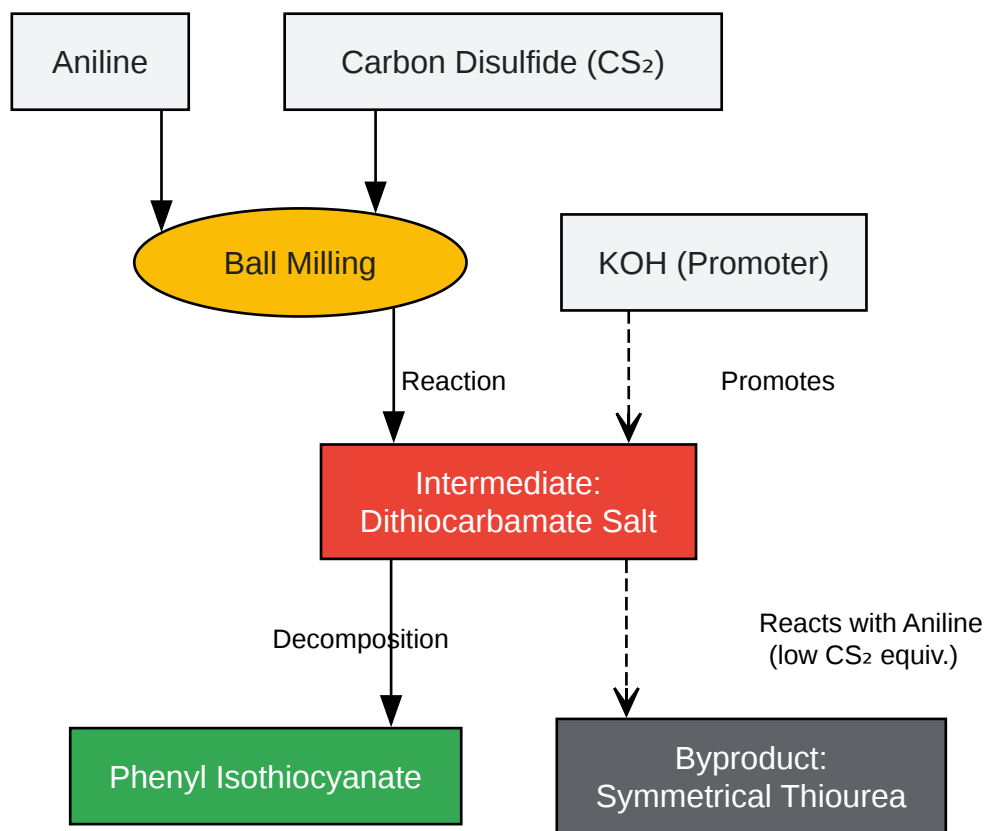 Aniline
Carbon Disulfide (CS₂)
Ball Milling
KOH (Promoter)
Reaction
Promotes
Intermediate:
Dithiocarbamate Salt
Decomposition
Reacts with Aniline
(low CS₂ equiv.)
Phenyl Isothiocyanate
Byproduct:
Symmetrical Thiourea